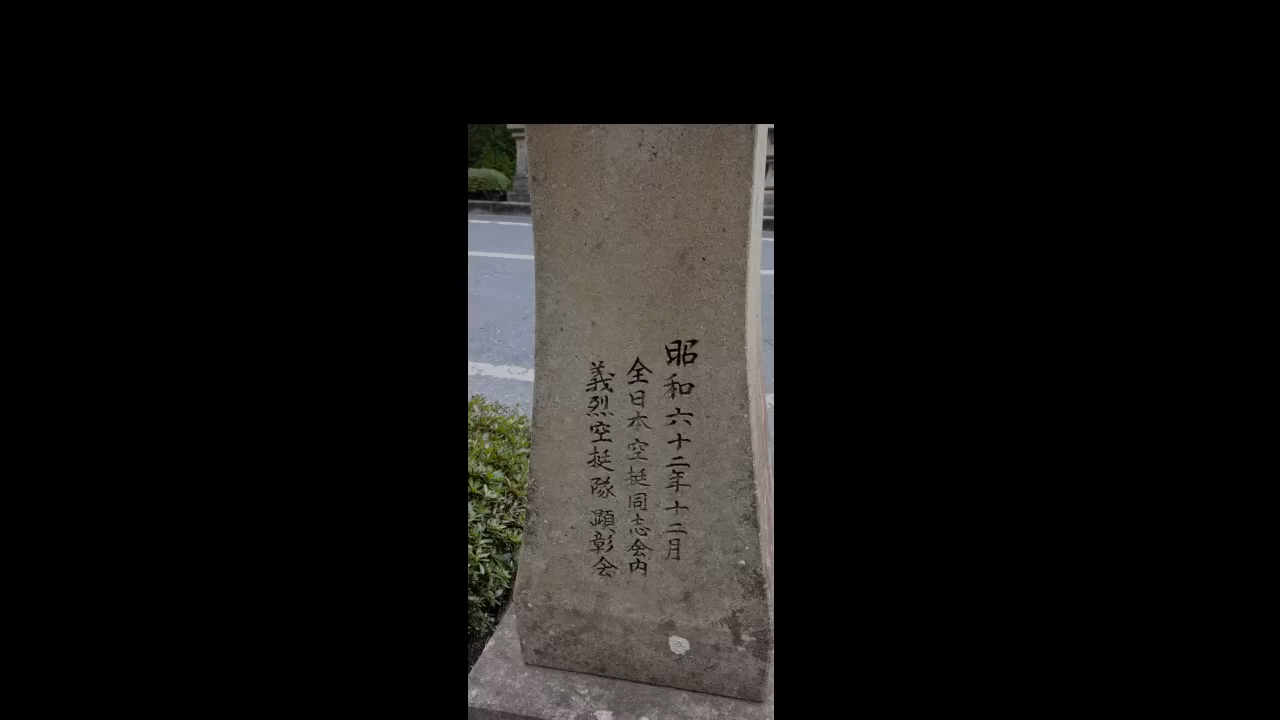 昭和六十二年十二月
全日本空挺同志会内
義烈空挺隊顕彰会